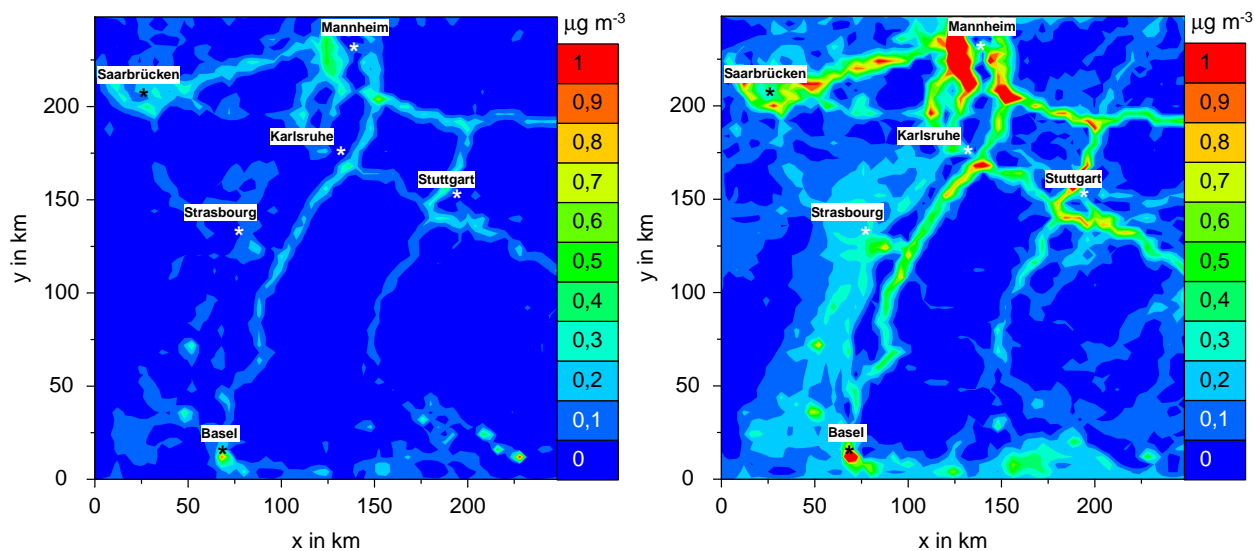 µg m-3
Mannheim
Saarbrücken
Karlsruhe
Stuttgart
Strasbourg
Basel
200
150
100
50
0
y in km
0 50 100 150 200
x in km
1
0,9
0,8
0,7
0,6
0,5
0,4
0,3
0,2
0,1
0
µg m-3
Mannheim
Saarbrücken
Karlsruhe
Stuttgart
Strasbourg
Basel
200
150
100
50
0
y in km
0 50 100 150 200
x in km
1
0,9
0,8
0,7
0,6
0,5
0,4
0,3
0,2
0,1
0